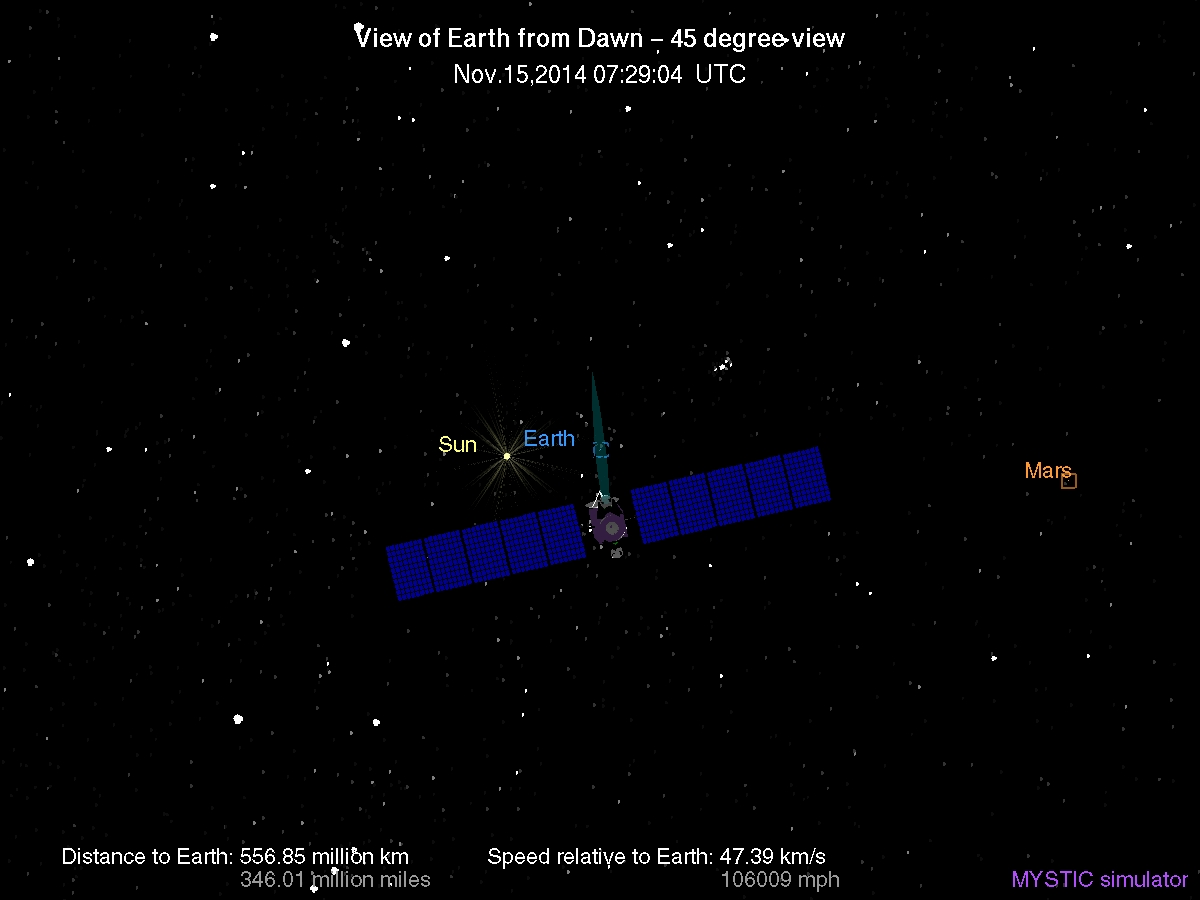 View of Earth from Dawn – 45 degree view
Nov.15,2014 07:29:04 UTC
Sun
Earth
Mars
Distance to Earth: 556.85 million km
346.01 million miles
Speed relative to Earth: 47.39 km/s
106009 mph
MYSTIC simulator